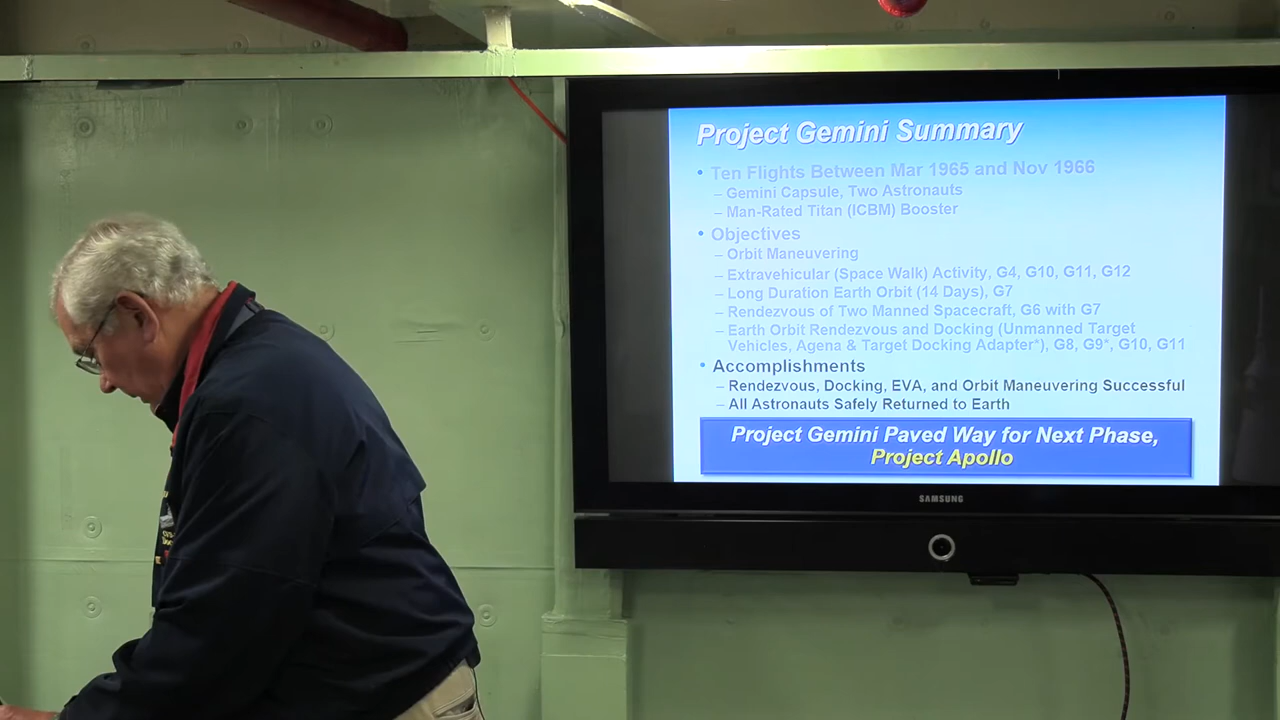 Project Gemini Summary
• Ten Flights Between Mar 1965 and Nov 1966
– Gemini Capsule, Two Astronauts
– Man-Rated Titan (ICBM) Booster
• Objectives
– Orbit Maneuvering
– Extravehicular (Space Walk) Activity, G4, G10, G11, G12
– Long Duration Earth Orbit (14 Days), G7
– Rendezvous of Two Manned Spacecraft, G6 with G7
– Earth Orbit Rendezvous and Docking (Unmanned Target
Vehicles, Agena & Target Docking Adapter*), G8, G9*, G10, G11
• Accomplishments
– Rendezvous, Docking, EVA, and Orbit Maneuvering Successful
– All Astronauts Safely Returned to Earth
Project Gemini Paved Way for Next Phase,
Project Apollo
SAMSUNG